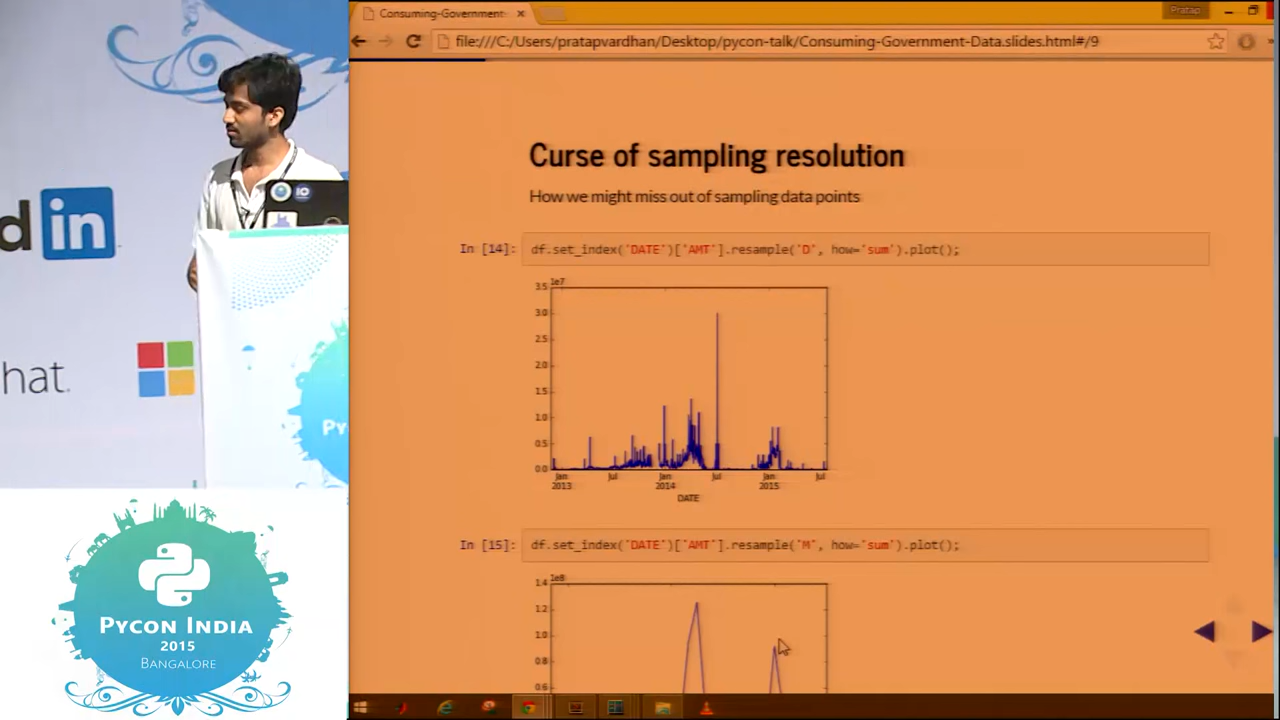 Consuming-Government-
Pratap
file:///C:/Users/pratapvardhan/Desktop/pycon-talk/Consuming-Government-Data.slides.html#/9
Curse of sampling resolution
How we might miss out of sampling data points
In [14]:
df.set_index('DATE')['AMT'].resample('D', how='sum').plot();
1e7
3.5
3.0
2.5
2.0
1.5
1.0
0.5
0.0
Jan Jul Jan Jul Jan Jul
2013 2014 2015
DATE
In [15]:
df.set_index('DATE')['AMT'].resample('M', how='sum').plot();
1e8
1.4
1.2
1.0
0.8
0.6
d in
hat.
Py
PYCON INDIA
2015
BANGALORE